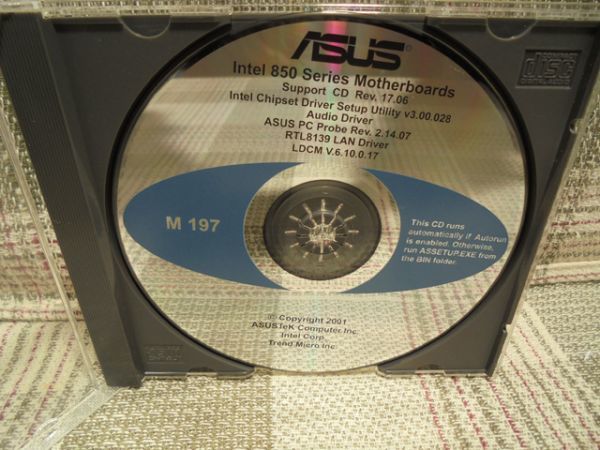 ASUS®
Intel 850 Series Motherboards
Support CD Rev. 17.06
Intel Chipset Driver Setup Utility v3.00.028
Audio Driver
ASUS PC Probe Rev. 2.14.07
RTL8139 LAN Driver
LDCM V.6.10.0.17
M 197
This CD runs
automatically if Autorun
is enabled. Otherwise,
run ASSETUP.EXE from
the BIN folder.
© Copyright 2001
ASUSTeK Computer Inc.
Intel Corp.
Trend Micro Inc
disc